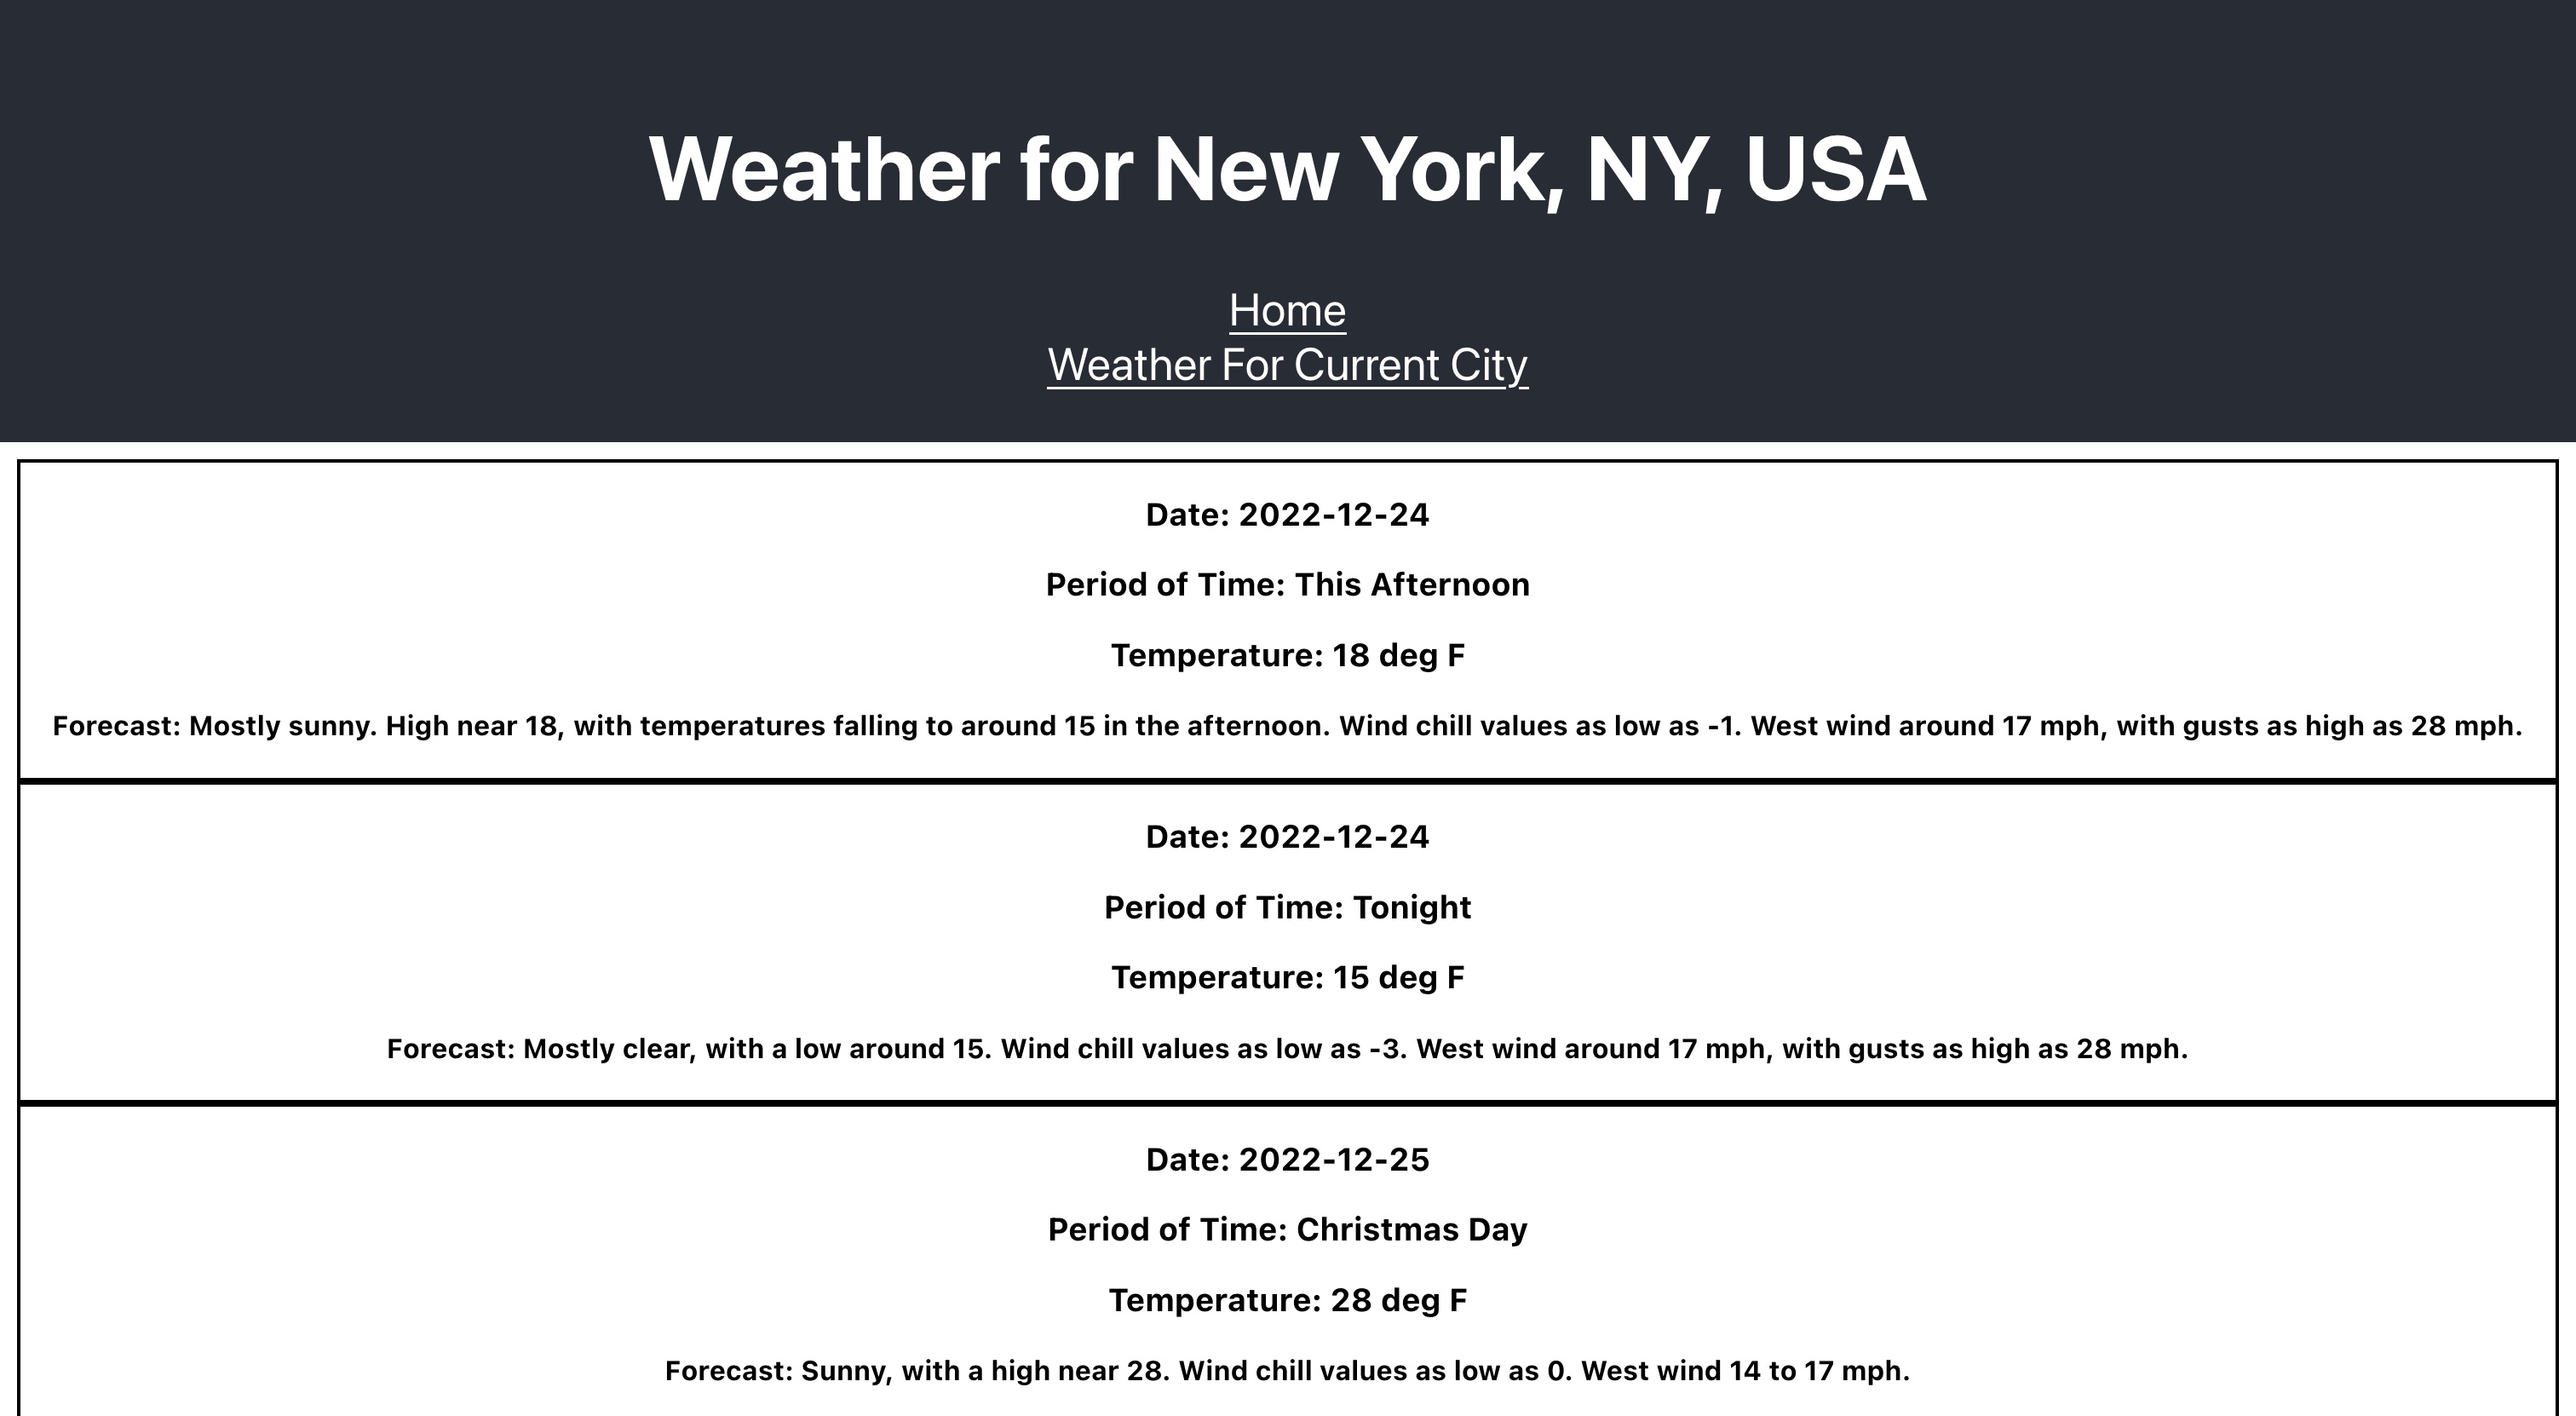 Weather for New York, NY, USA
Home
Weather For Current City
Date: 2022-12-24
Period of Time: This Afternoon
Temperature: 18 deg F
Forecast: Mostly sunny. High near 18, with temperatures falling to around 15 in the afternoon. Wind chill values as low as -1. West wind around 17 mph, with gusts as high as 28 mph.
Date: 2022-12-24
Period of Time: Tonight
Temperature: 15 deg F
Forecast: Mostly clear, with a low around 15. Wind chill values as low as -3. West wind around 17 mph, with gusts as high as 28 mph.
Date: 2022-12-25
Period of Time: Christmas Day
Temperature: 28 deg F
Forecast: Sunny, with a high near 28. Wind chill values as low as 0. West wind 14 to 17 mph.